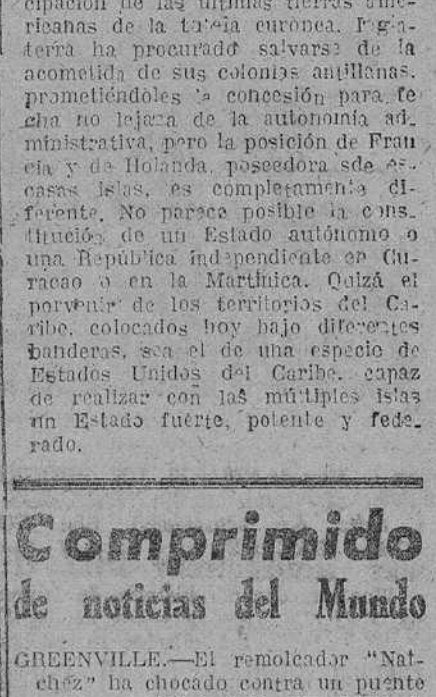 cipación de las últimas tierras ame-
ricanas de la tutela europea. Ingla-
terra ha procurado salvarse de la
acometida de sus colonias antillanas,
prometiéndoles la concesión para fe
cha no lejana de la autonomía ad-
ministrativa, pero la posición de Fran
cia y de Holanda, poseedora sde es-
casas islas, es completamente di-
ferente. No parece posible la cons_
titución de un Estado autónomo o
una República independiente en Cu-
racao o en la Martinica. Quizá el
porvenir de los territorios del Ca-
ribe, colocados hoy bajo diferentes
banderas, sea el de una especie de
Estados Unidos del Caribe, capaz
de realizar con las múltiples islas
un Estado fuerte, potente y fede_
rado.
Comprimido
de noticias del Mundo
GREENVILLE.—El remolcador "Nat-
chez" ha chocado contra un puente